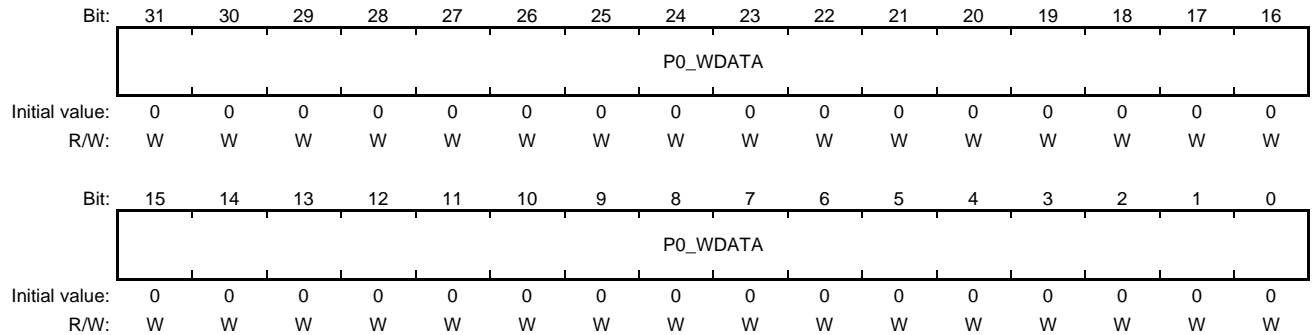 Bit: 31 30 29 28 27 26 25 24 23 22 21 20 19 18 17 16
P0_WDATA
Initial value: 0 0 0 0 0 0 0 0 0 0 0 0 0 0 0 0
R/W: W W W W W W W W W W W W W W W W
Bit: 15 14 13 12 11 10 9 8 7 6 5 4 3 2 1 0
P0_WDATA
Initial value: 0 0 0 0 0 0 0 0 0 0 0 0 0 0 0 0
R/W: W W W W W W W W W W W W W W W W